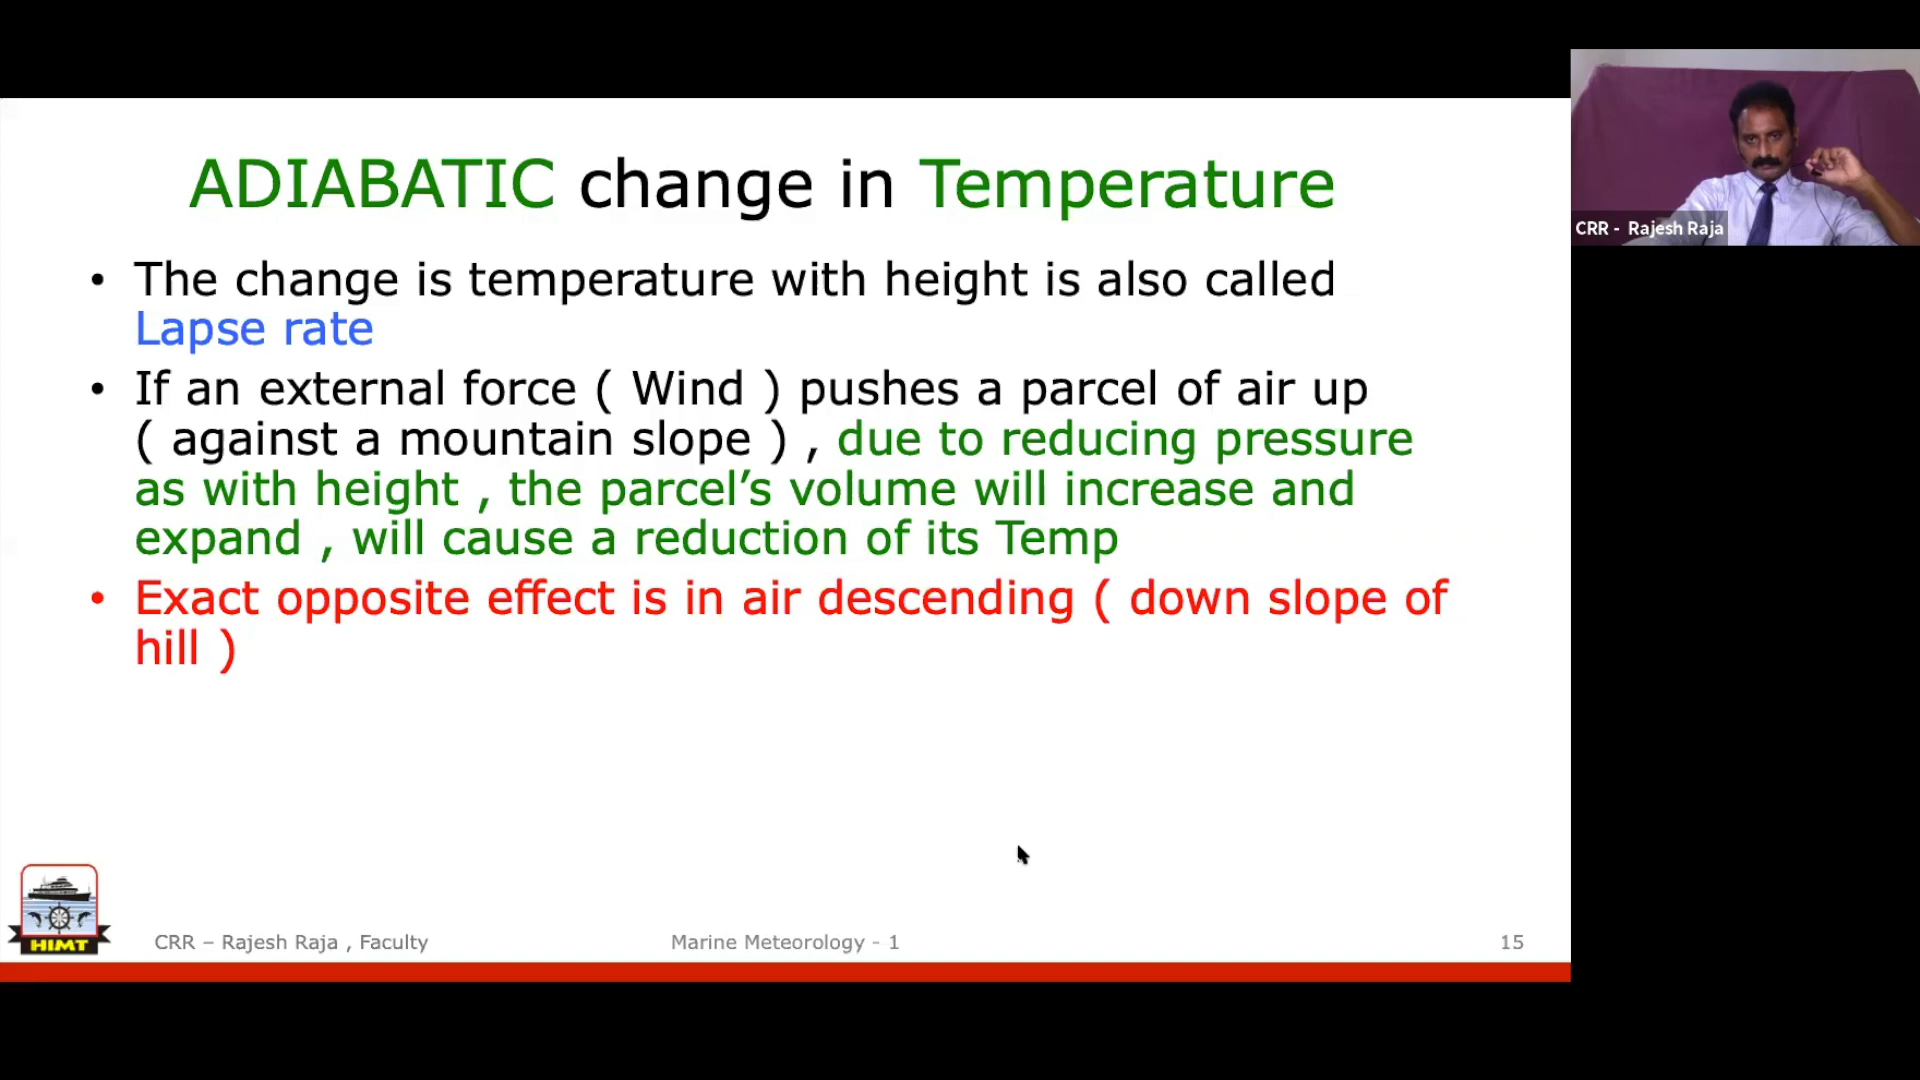 ADIABATIC change in Temperature
• The change is temperature with height is also called
Lapse rate
• If an external force ( Wind ) pushes a parcel of air up
( against a mountain slope ) , due to reducing pressure
as with height , the parcel’s volume will increase and
expand , will cause a reduction of its Temp
• Exact opposite effect is in air descending ( down slope of
hill )
CRR - Rajesh Raja
HIMT
CRR – Rajesh Raja , Faculty
Marine Meteorology - 1
15